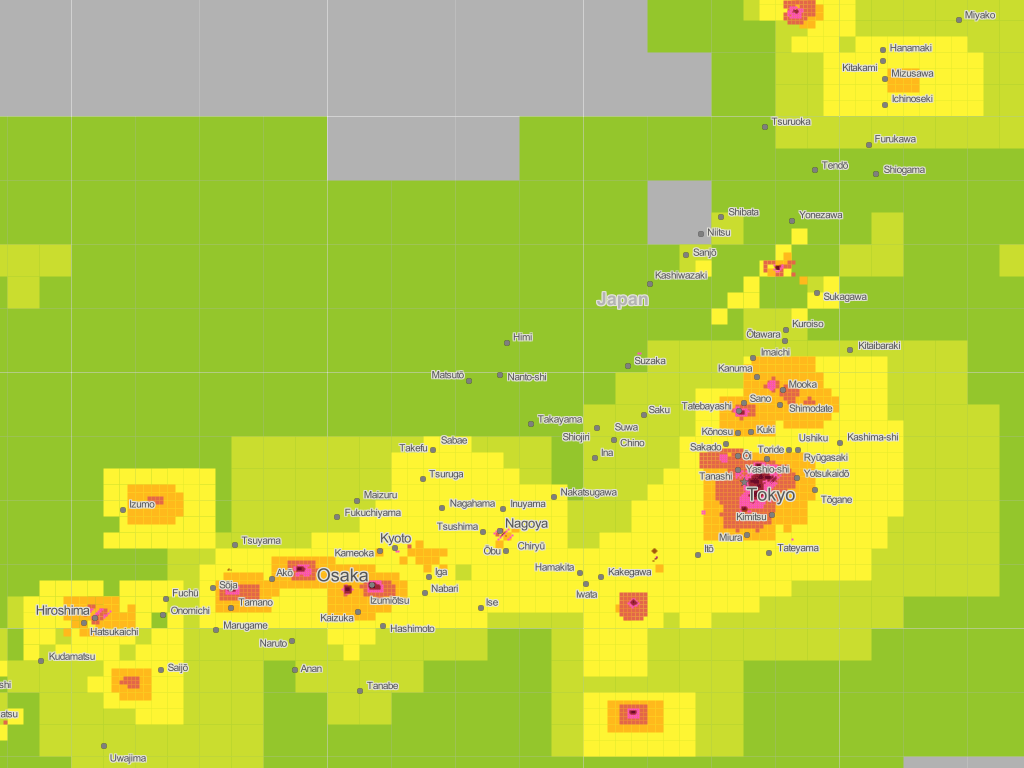 Miyako
Hanamaki
Kitakami
Mizusawa
Ichinoseki
Tsuruoka
Furukawa
Tendō
Shiogama
Shibata
Yonezawa
Niitsu
Sanjō
Kashiwazaki
Japan
Sukagawa
Kuroiso
Ōtawara
Himi
Kitaibaraki
Imaichi
Suzaka
Kanuma
Matsutō
Nanto-shi
Mooka
Sano
Tatebayashi
Shimodate
Saku
Takayama
Suwa
Kōnosu
Kuki
Shiojiri
Chino
Ushiku
Kashima-shi
Sabae
Takefu
Sakado
Toride
Ina
Ōi
Ryūgasaki
Yashio-shi
Tsuruga
Tanashi
Yotsukaidō
Maizuru
Nakatsugawa
Tokyo
Tōgane
Izumo
Nagahama
Inuyama
Fukuchiyama
Kimitsu
Tsushima
Nagoya
Kyoto
Miura
Tsuyama
Chiryū
Kameoka
Ōbu
Itō
Tateyama
Akō
Osaka
Iga
Hamakita
Kakegawa
Sōja
Nabari
Fuchū
Iwata
Tamano
Izumiōtsu
Ise
Hiroshima
Onomichi
Kaizuka
Hatsukaichi
Marugame
Hashimoto
Naruto
Kudamatsu
Saijō
Anan
shi
Tanabe
atsu
Uwajima